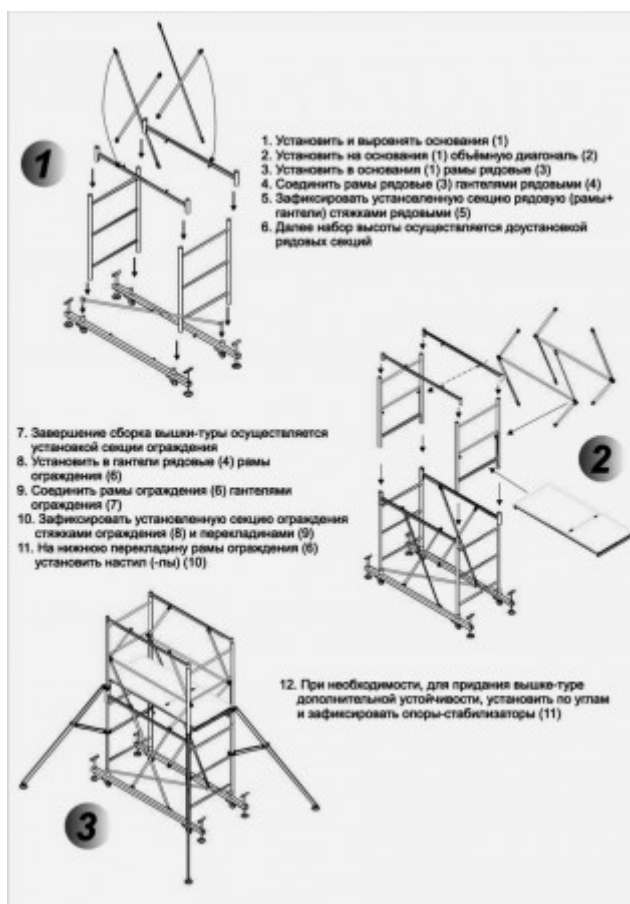 1
1. Установить и выровнять основания (1)
2. Установить на основания (1) объёмную диагональ (2)
3. Установить в основания (1) рамы рядовые (3)
4. Соединить рамы рядовые (3) гантелями рядовыми (4)
5. Зафиксировать установленную секцию рядовую (рамы+
гантели) стяжками рядовыми (5)
6. Далее набор высоты осуществляется доустановкой
рядовых секций
2
7. Завершение сборка вышки-туры осуществляется
установкой секции ограждения
8. Установить в гантели рядовые (4) рамы
ограждения (6)
9. Соединить рамы ограждения (6) гантелями
ограждения (7)
10. Зафиксировать установленную секцию ограждения
стяжками ограждения (8) и перекладинами (9)
11. На нижнюю перекладину рамы ограждения (6)
установить настил (-лы) (10)
12. При необходимости, для придания вышке-туре
дополнительной устойчивости, установить по углам
и зафиксировать опоры-стабилизаторы (11)
3